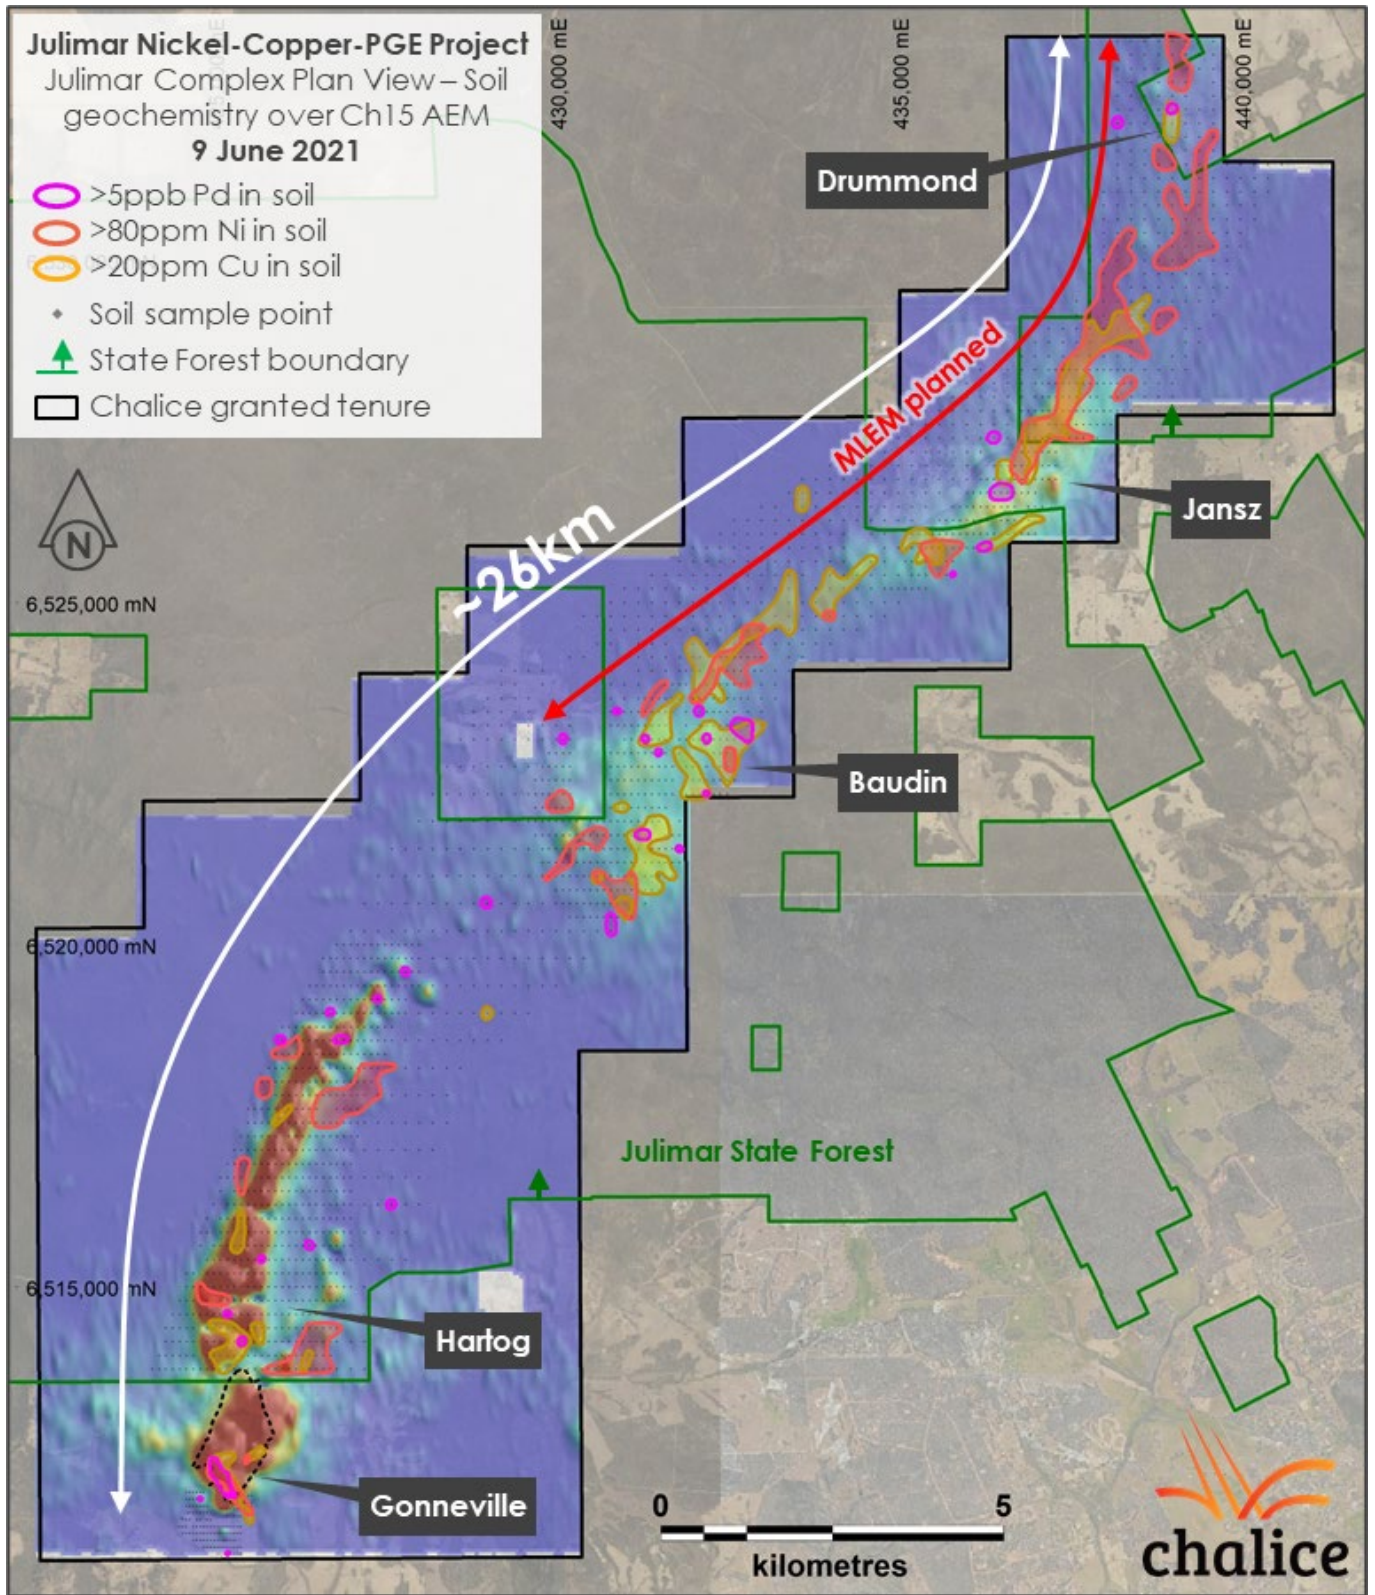 Julimar Nickel-Copper-PGE Project
Julimar Complex Plan View – Soil
geochemistry over Ch15 AEM
9 June 2021
>5ppb Pd in soil
>80ppm Ni in soil
>20ppm Cu in soil
Soil sample point
State Forest boundary
Chalice granted tenure
430,000 mE
435,000 mE
440,000 mE
Drummond
MLEM planned
Jansz
~26km
N
6,525,000 mN
Baudin
6,520,000 mN
Julimar State Forest
6,515,000 mN
Hartog
Gonneville
0 5
kilometres
chalice